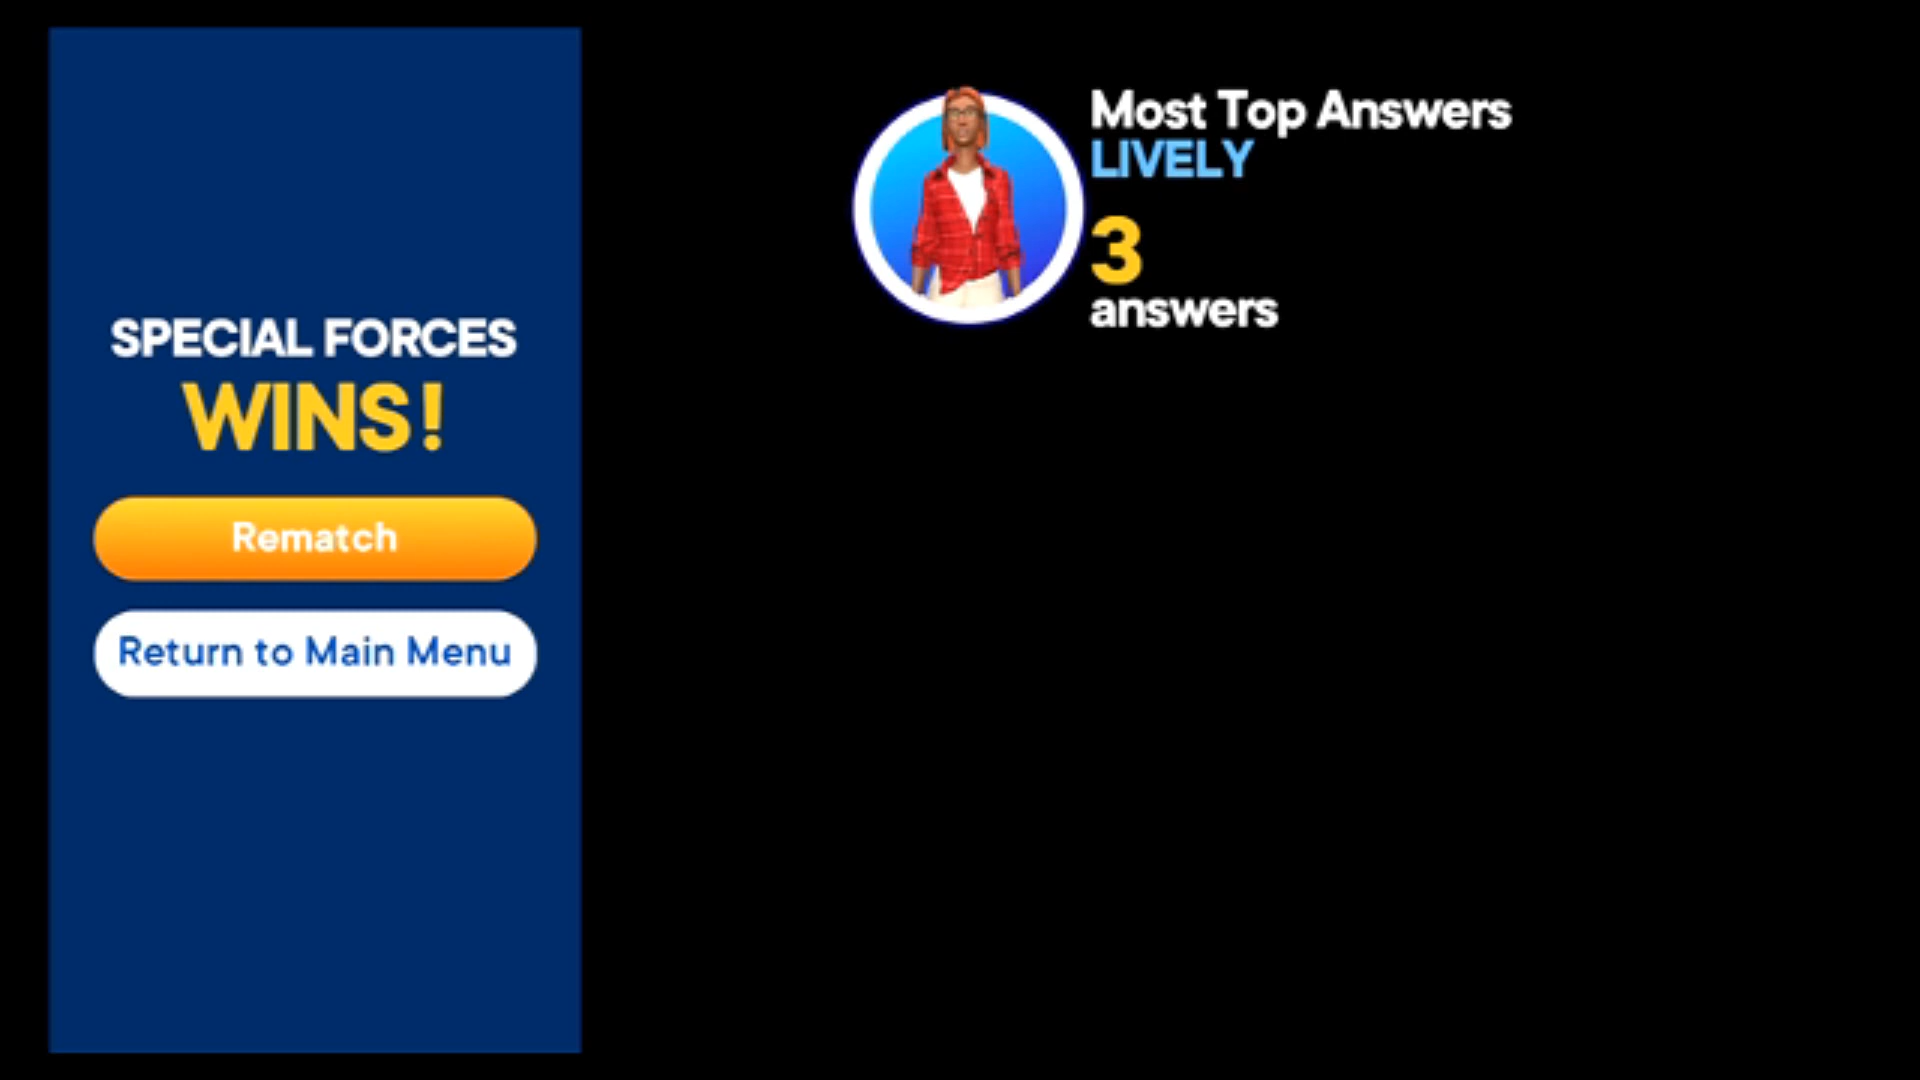 SPECIAL FORCES
WINS!
Rematch
Return to Main Menu
Most Top Answers
LIVELY
3
answers